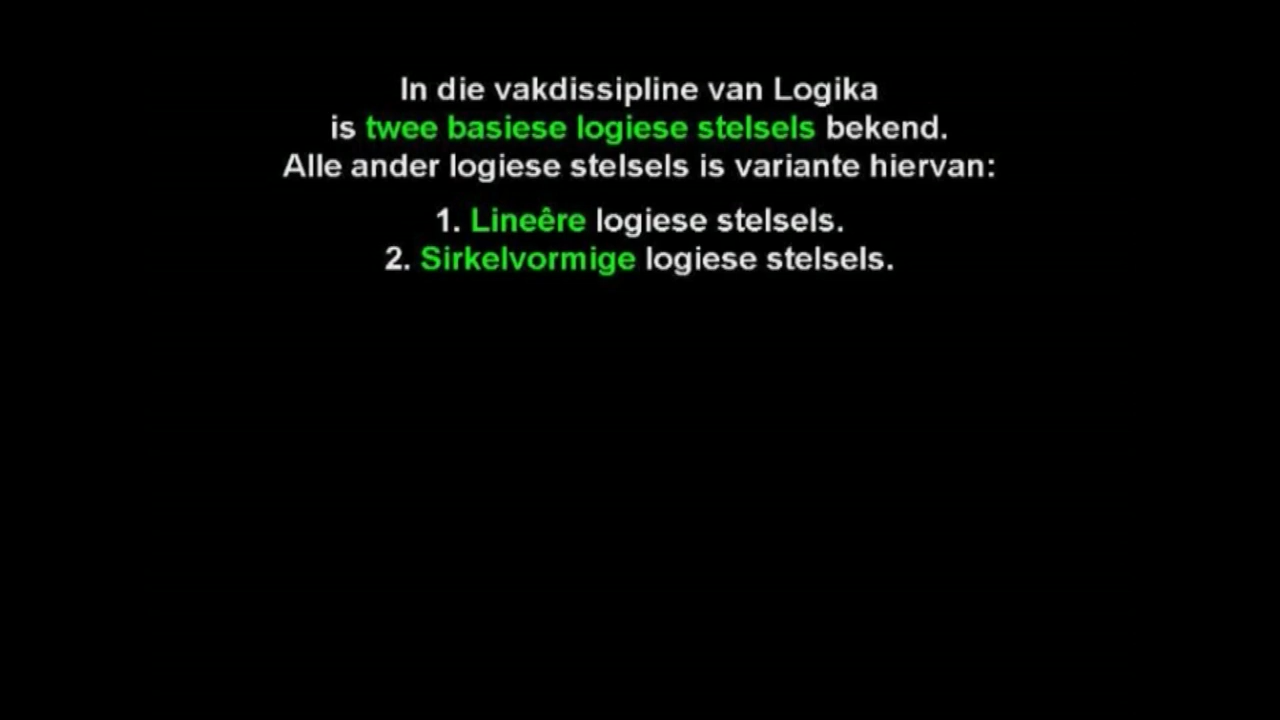 In die vakdissipline van Logika
is twee basiese logiese stelsels bekend.
Alle ander logiese stelsels is variante hiervan:
1. Lineêre logiese stelsels.
2. Sirkelvormige logiese stelsels.